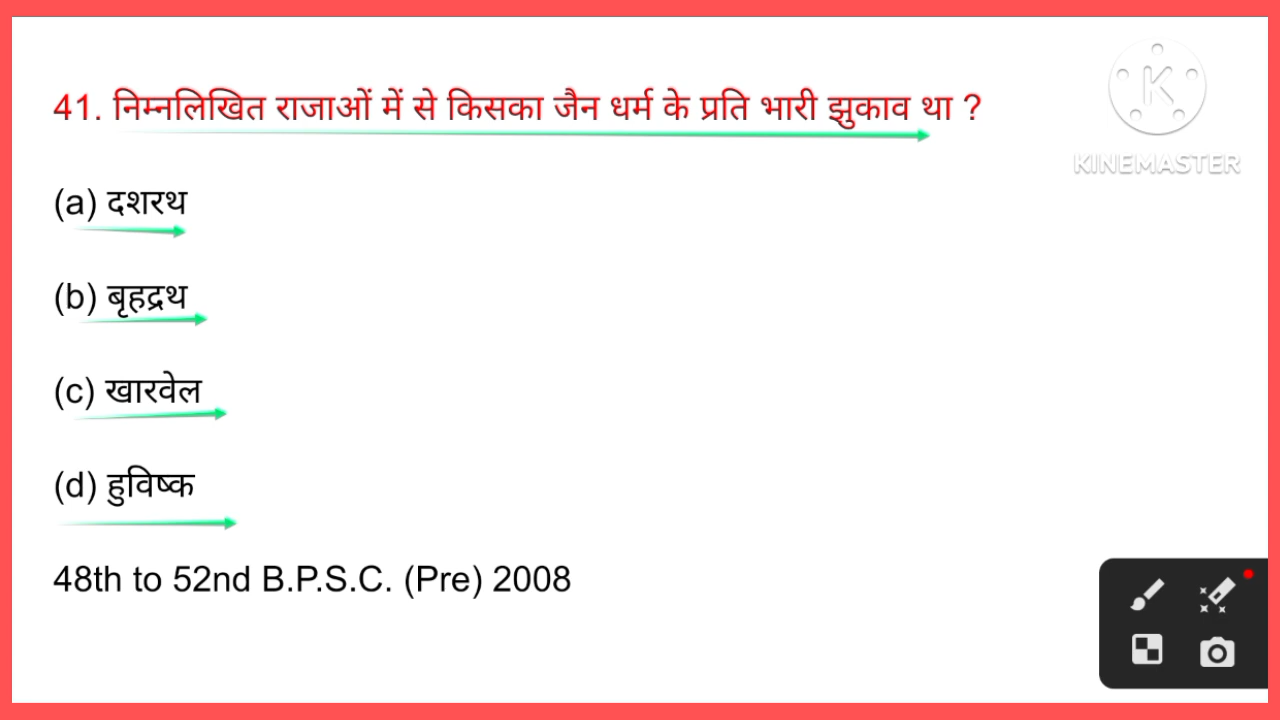 41. निम्नलिखित राजाओं में से किसका जैन धर्म के प्रति भारी झुकाव था ?
KINEMASTER
(a) दशरथ
(b) बृहद्रथ
(c) खारवेल
(d) हुविष्क
48th to 52nd B.P.S.C. (Pre) 2008